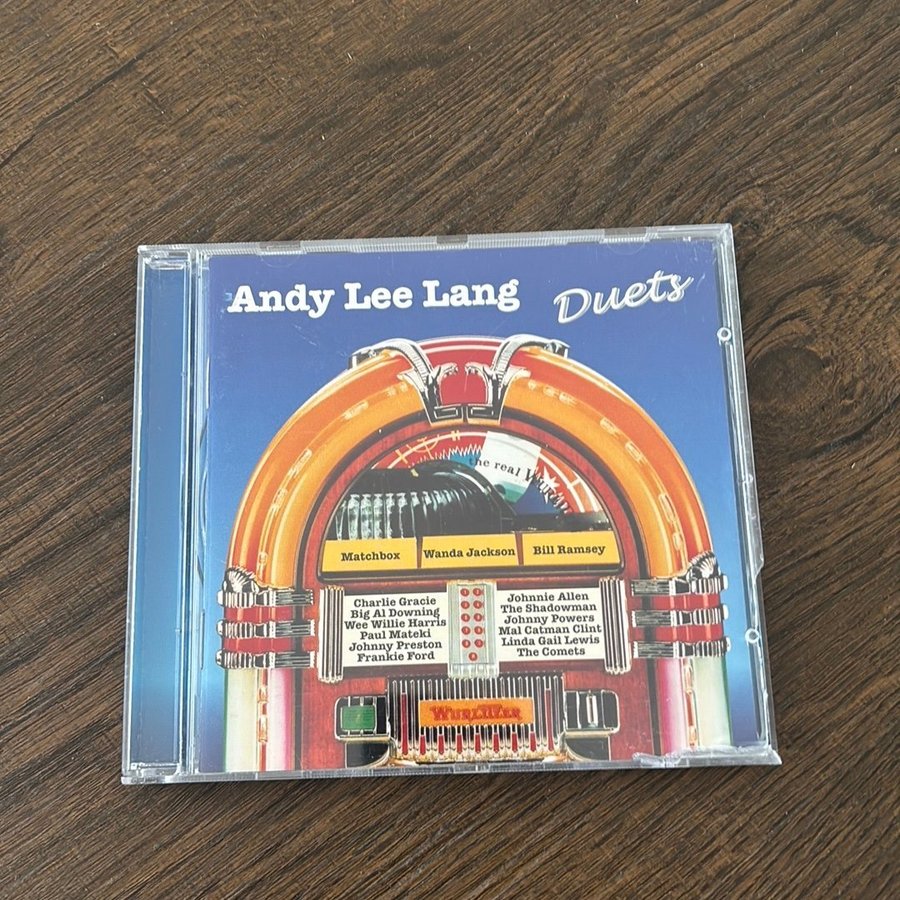 Andy Lee Lang
Duets
the real
Matchbox
Wanda Jackson
Bill Ramsey
Charlie Gracie
Big Al Downing
Wee Willie Harris
Paul Mateki
Johnny Preston
Frankie Ford
Johnnie Allen
The Shadowman
Johnny Powers
Mal Catman Clint
Linda Gail Lewis
The Comets
WURLITZER